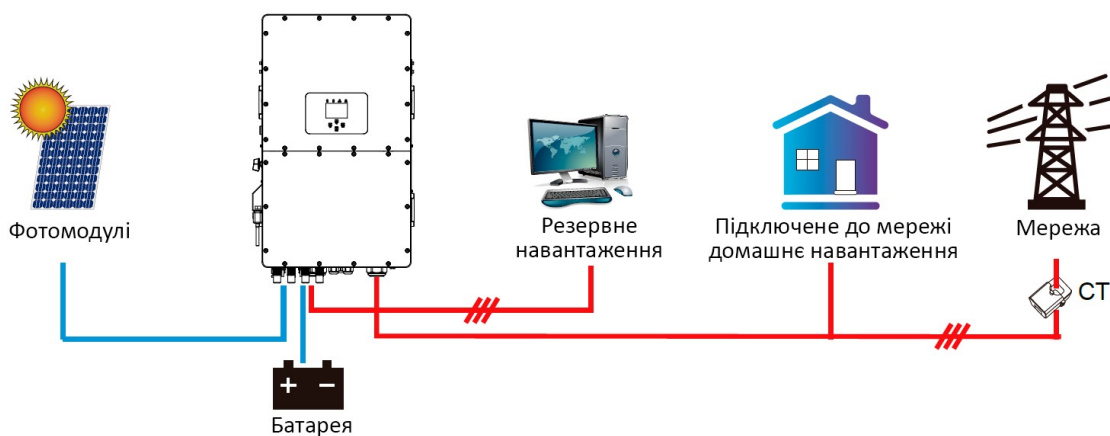 Фотомодулі
Резервне
навантаження
Підключене до мережі
домашнє навантаження
Мережа
CT
+ −
Батарея